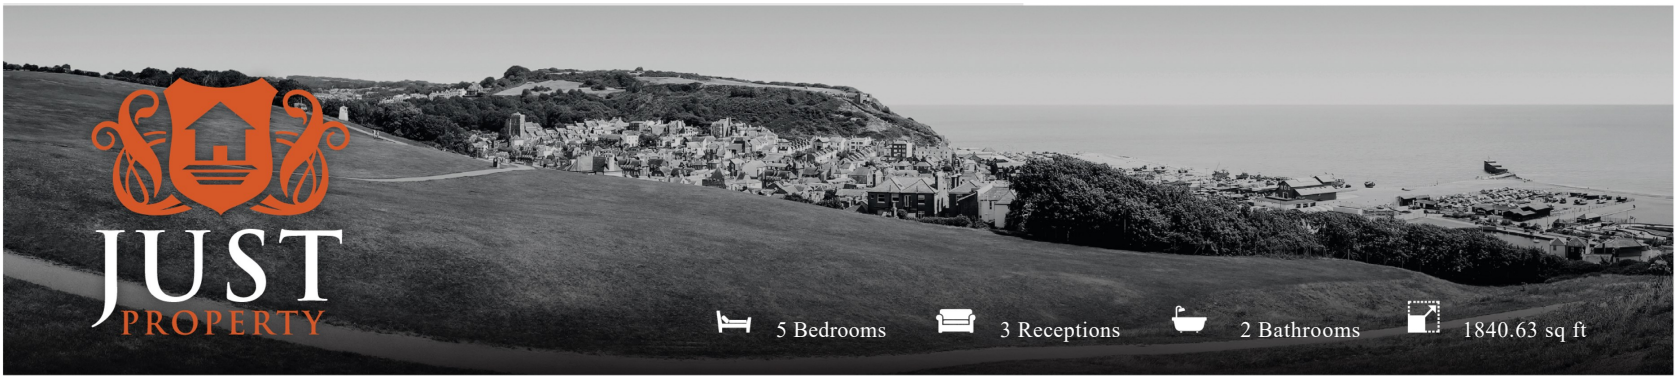 JUST
PROPERTY
5 Bedrooms
3 Receptions
2 Bathrooms
1840.63 sq ft